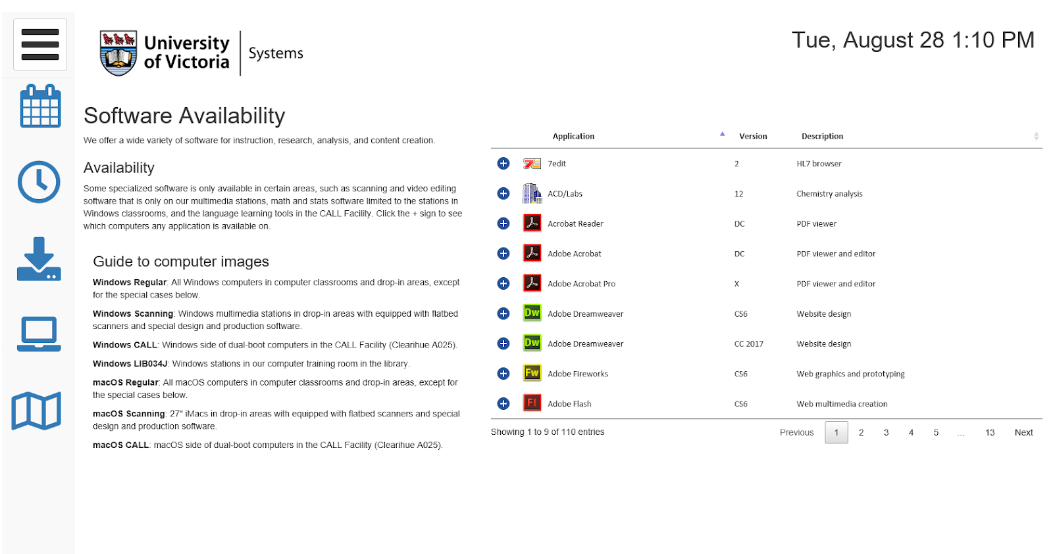 University
of Victoria
Systems
Tue, August 28 1:10 PM
Software Availability
We offer a wide variety of software for instruction, research, analysis, and content creation.
Availability
Some specialized software is only available in certain areas, such as scanning and video editing
software that is only on our multimedia stations, math and stats software limited to the stations in
Windows classrooms, and the language learning tools in the CALL Facility. Click the + sign to see
which computers any application is available on.
Guide to computer images
Windows Regular: All Windows computers in computer classrooms and drop-in areas, except
for the special cases below.
Windows Scanning: Windows multimedia stations in drop-in areas with equipped with flatbed
scanners and special design and production software.
Windows CALL: Windows side of dual-boot computers in the CALL Facility (Clearihue A025).
Windows LIB034J: Windows stations in our computer training room in the library.
macOS Regular: All macOS computers in computer classrooms and drop-in areas, except for
the special cases below.
macOS Scanning: 27" iMacs in drop-in areas with equipped with flatbed scanners and special
design and production software.
macOS CALL: macOS side of dual-boot computers in the CALL Facility (Clearihue A025).
Application Version Description
7edit 2 HL7 browser
ACD/Labs 12 Chemistry analysis
Acrobat Reader DC PDF viewer
Adobe Acrobat DC PDF viewer and editor
Adobe Acrobat Pro X PDF viewer and editor
Dw Adobe Dreamweaver CS6 Website design
Dw Adobe Dreamweaver CC 2017 Website design
Fw Adobe Fireworks CS6 Web graphics and prototyping
Fl Adobe Flash CS6 Web multimedia creation
Showing 1 to 9 of 110 entries
Previous 1 2 3 4 5 ... 13 Next